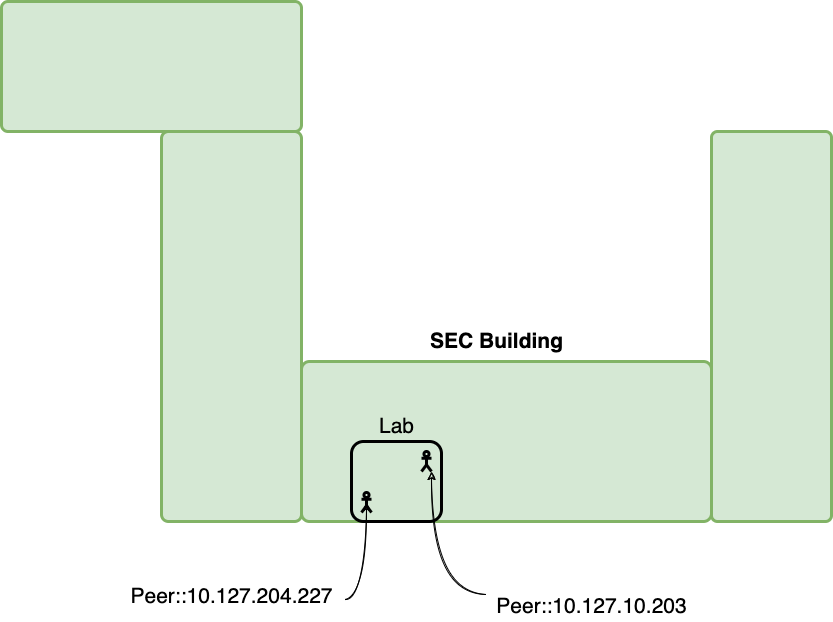 SEC Building
Lab
Peer::10.127.204.227
Peer::10.127.10.203